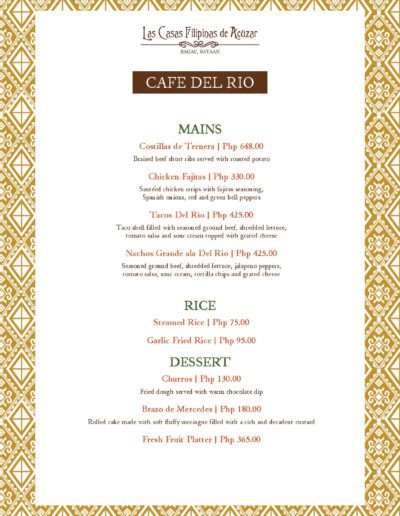 Las Casas Filipinas de Acuzar
BAGAC, BATAAN
CAFE DEL RIO
MAINS
Costillas de Ternera | Php 648.00
Braised beef short ribs served with roasted potato
Chicken Fajitas | Php 330.00
Sautéed chicken strips with fajitas seasoning,
Spanish onions, red and green bell peppers
Tacos Del Rio | Php 425.00
Taco shell filled with seasoned ground beef, shredded lettuce,
tomato salsa and sour cream topped with grated cheese
Nachos Grande ala Del Rio | Php 425.00
Seasoned ground beef, shredded lettuce, jalapeno peppers,
tomato salsa, sour cream, tortilla chips and grated cheese
RICE
Steamed Rice | Php 75.00
Garlic Fried Rice | Php 95.00
DESSERT
Churros | Php 130.00
Fried dough served with warm chocolate dip
Brazo de Mercedes | Php 180.00
Rolled cake made with soft fluffy meringue filled with a rich and decadent custard
Fresh Fruit Platter | Php 365.00